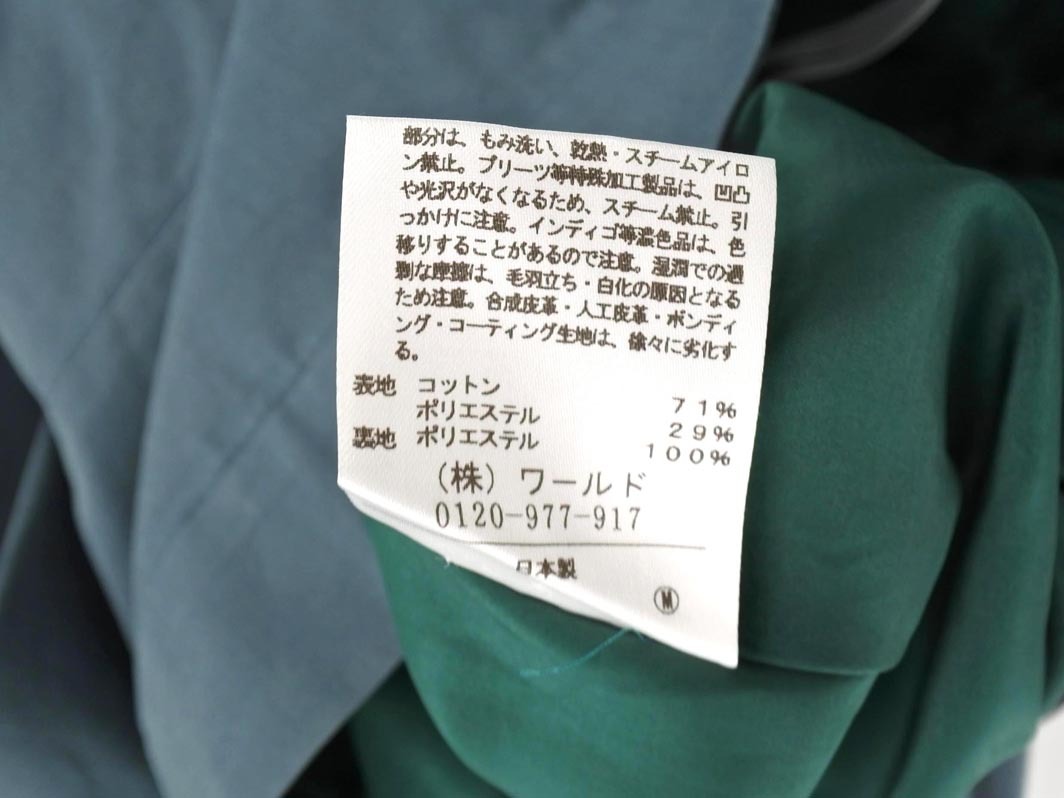 部分は、もみ洗い、乾熱・スチームアイロ
ン禁止。プリーツ等特殊加工製品は、凹凸
や光沢がなくなるため、スチーム禁止。引
っかけに注意。インディゴ等濃色品は、色
移りすることがあるので注意。湿潤での過
剰な摩擦は、毛羽立ち・白化の原因となる
ため注意。合成皮革・人工皮革・ボンディ
ング・コーティング生地は、徐々に劣化す
る。
表地 コットン 71%
ポリエステル 29%
裏地 ポリエステル 100%
(株) ワールド
0120-977-917
日本製
Ⓜ